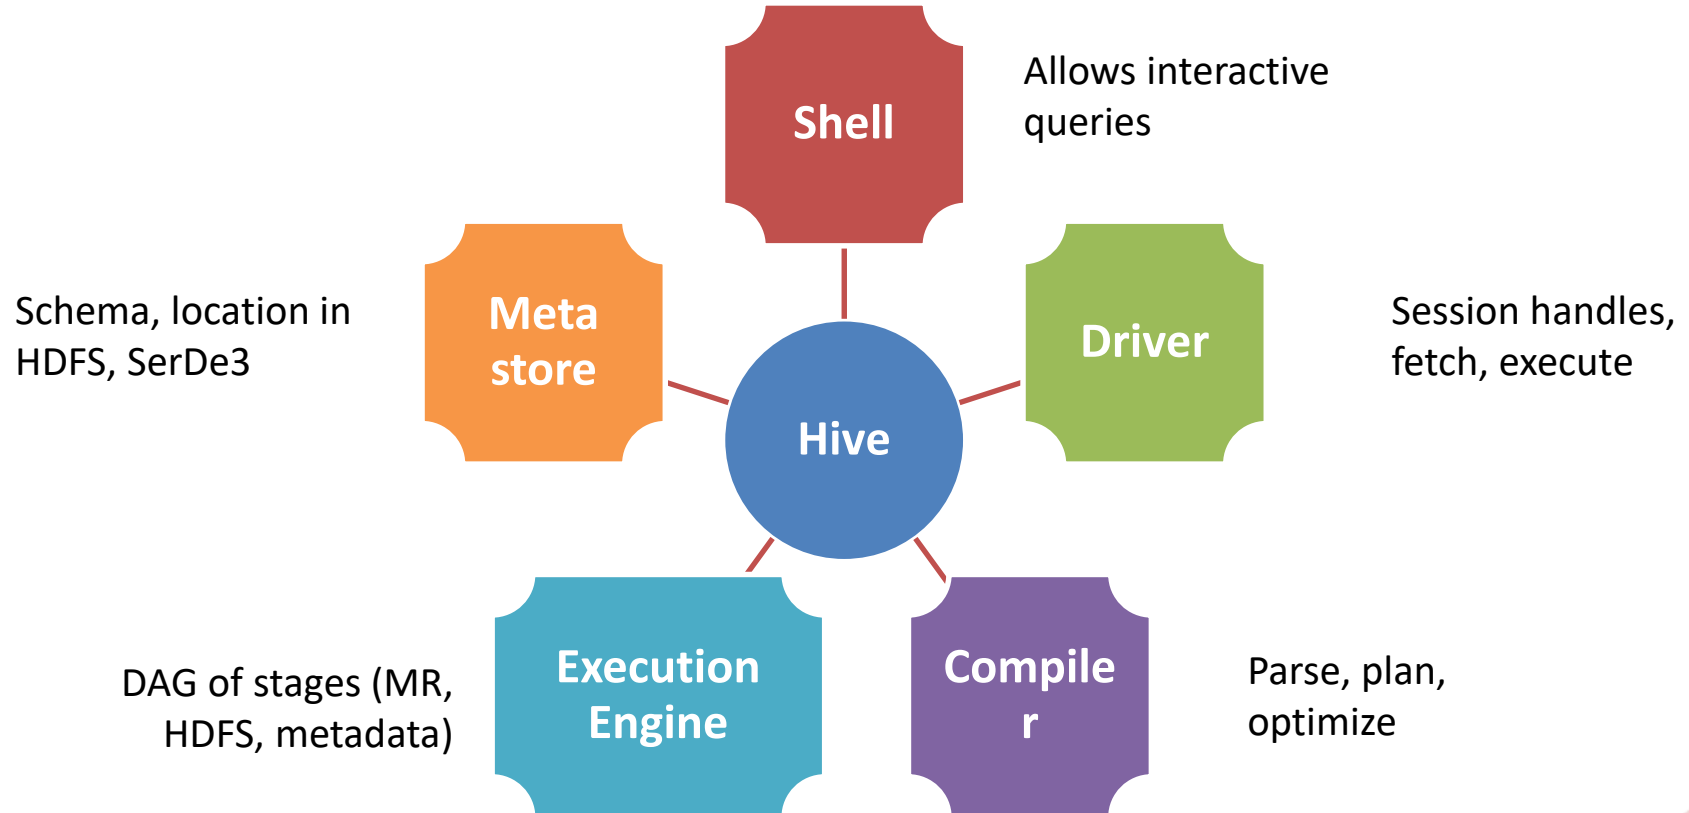 Shell
Allows interactive
queries
Meta
store
Schema, location in
HDFS, SerDe3
Driver
Session handles,
fetch, execute
Hive
Execution
Engine
DAG of stages (MR,
HDFS, metadata)
Compile
r
Parse, plan,
optimize